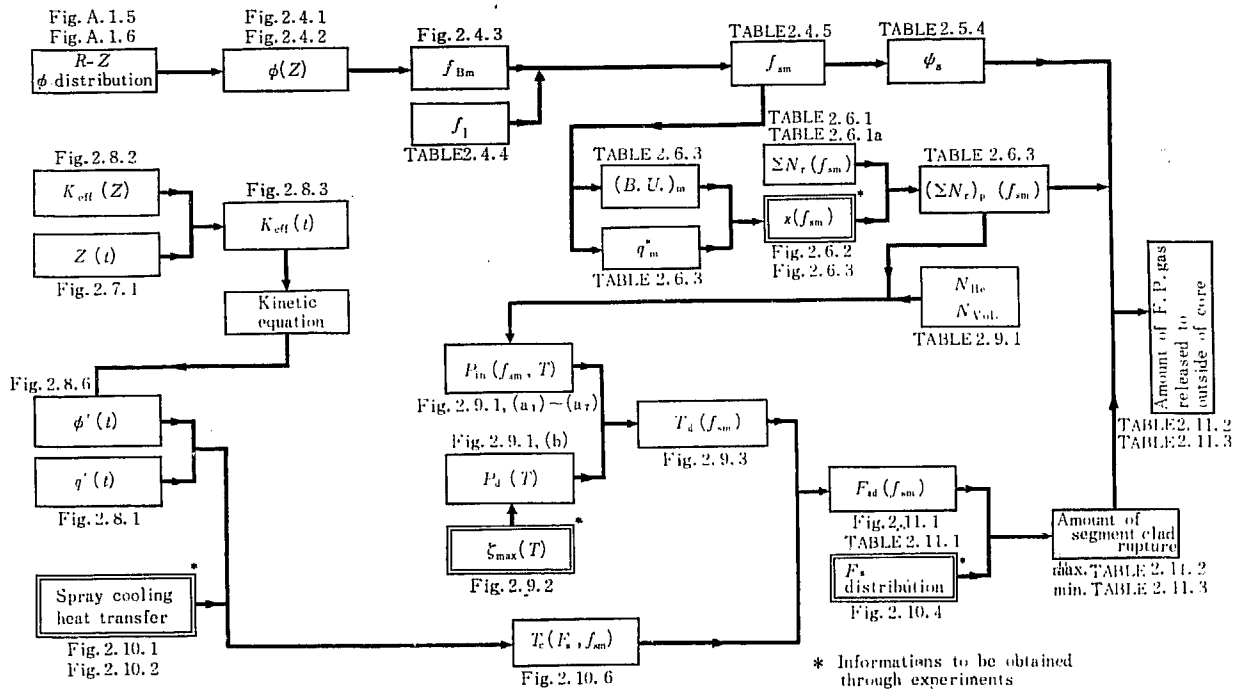 Fig. A. 1. 5
Fig. A. 1. 6
R-Z
ϕ distribution
Fig. 2. 4. 1
Fig. 2. 4. 2
ϕ(Z)
Fig. 2. 4. 3
f_Bm
f_I
TABLE2. 4. 4
TABLE2. 4. 5
f_sm
TABLE 2. 5. 4
ψ_s
Fig. 2. 8. 2
K_eff (Z)
Z (t)
Fig. 2. 7. 1
Fig. 2. 8. 3
K_eff(t)
Kinetic
equation
TABLE 2. 6. 3
(B. U.)_m
q*_m
TABLE 2. 6. 3
TABLE 2. 6. 1
TABLE 2. 6. 1a
ΣN_r(f_sm)
*
x(f_sm)
Fig. 2. 6. 2
Fig. 2. 6. 3
TABLE 2. 6. 3
(ΣN_r)_p (f_sm)
N_He
N_Vol.
TABLE 2. 9. 1
Amount of F. P. gas
released to
outside of core
TABLE 2. 11. 2
TABLE 2. 11. 3
Fig. 2. 8. 6
ϕ'(t)
q'(t)
Fig. 2. 8. 1
P_in (f_sm, T)
Fig. 2. 9. 1, (a₁)~(a₇)
Fig. 2. 9. 1, (b)
P_d (T)
*
ζ_max(T)
Fig. 2. 9. 2
T_d(f_sm)
Fig. 2. 9. 3
F_sd(f_sm)
Fig. 2. 11. 1
TABLE 2. 11. 1
*
F_s
distribution
Fig. 2. 10. 4
Amount of
segment clad
rupture
max. TABLE 2. 11. 2
min. TABLE 2. 11. 3
*
Spray cooling
heat transfer
Fig. 2. 10. 1
Fig. 2. 10. 2
T_c(F_s, f_sm)
Fig. 2. 10. 6
* Informations to be obtained
through experiments